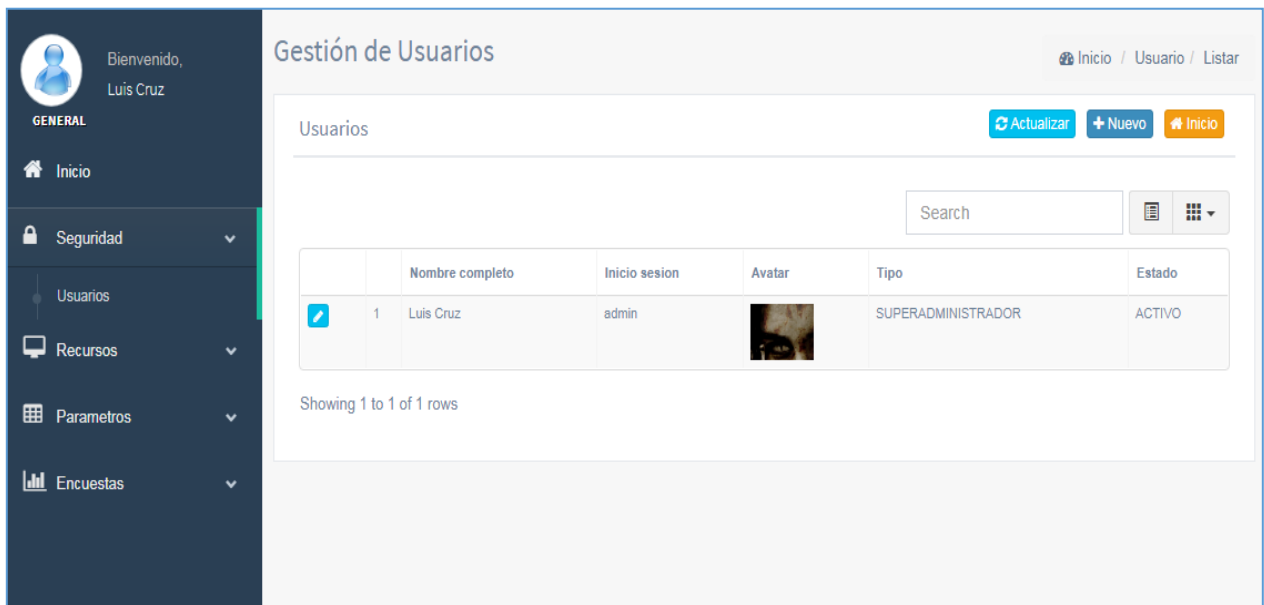 Bienvenido,
Luis Cruz
GENERAL
Inicio
Seguridad
Usuarios
Recursos
Parametros
Encuestas
Gestión de Usuarios
Inicio / Usuario / Listar
Usuarios
Actualizar
+ Nuevo
Inicio
Search
Nombre completo Inicio sesion Avatar Tipo Estado
1 Luis Cruz admin SUPERADMINISTRADOR ACTIVO
Showing 1 to 1 of 1 rows